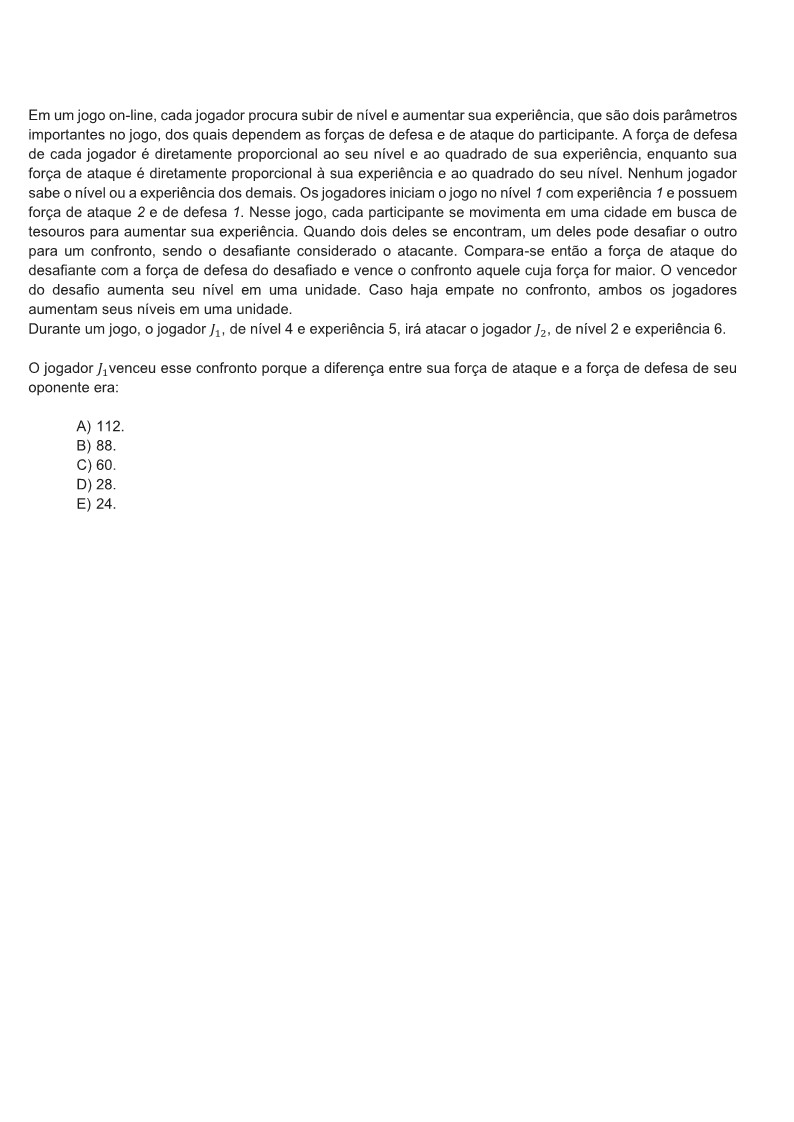 Em um jogo on-line, cada jogador procura subir de nível e aumentar sua experiência, que são dois parâmetros
importantes no jogo, dos quais dependem as forças de defesa e de ataque do participante. A força de defesa
de cada jogador é diretamente proporcional ao seu nível e ao quadrado de sua experiência, enquanto sua
força de ataque é diretamente proporcional à sua experiência e ao quadrado do seu nível. Nenhum jogador
sabe o nível ou a experiência dos demais. Os jogadores iniciam o jogo no nível 1 com experiência 1 e possuem
força de ataque 2 e de defesa 1. Nesse jogo, cada participante se movimenta em uma cidade em busca de
tesouros para aumentar sua experiência. Quando dois deles se encontram, um deles pode desafiar o outro
para um confronto, sendo o desafiante considerado o atacante. Compara-se então a força de ataque do
desafiante com a força de defesa do desafiado e vence o confronto aquele cuja força for maior. O vencedor
do desafio aumenta seu nível em uma unidade. Caso haja empate no confronto, ambos os jogadores
aumentam seus níveis em uma unidade.
Durante um jogo, o jogador J₁, de nível 4 e experiência 5, irá atacar o jogador J₂, de nível 2 e experiência 6.
O jogador J₁venceu esse confronto porque a diferença entre sua força de ataque e a força de defesa de seu
oponente era:
A) 112.
B) 88.
C) 60.
D) 28.
E) 24.